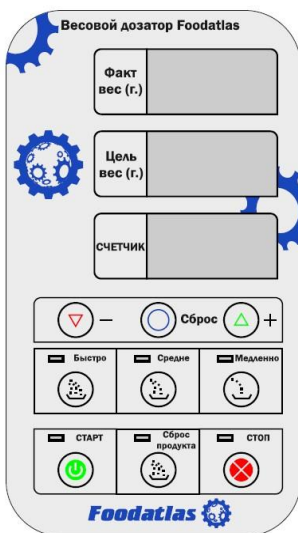 Весовой дозатор Foodatlas
Факт
вес (г.)
Цель
вес (г.)
СЧЕТЧИК
− Сброс +
Быстро Средне Медленно
СТАРТ Сброс продукта СТОП
Foodatlas